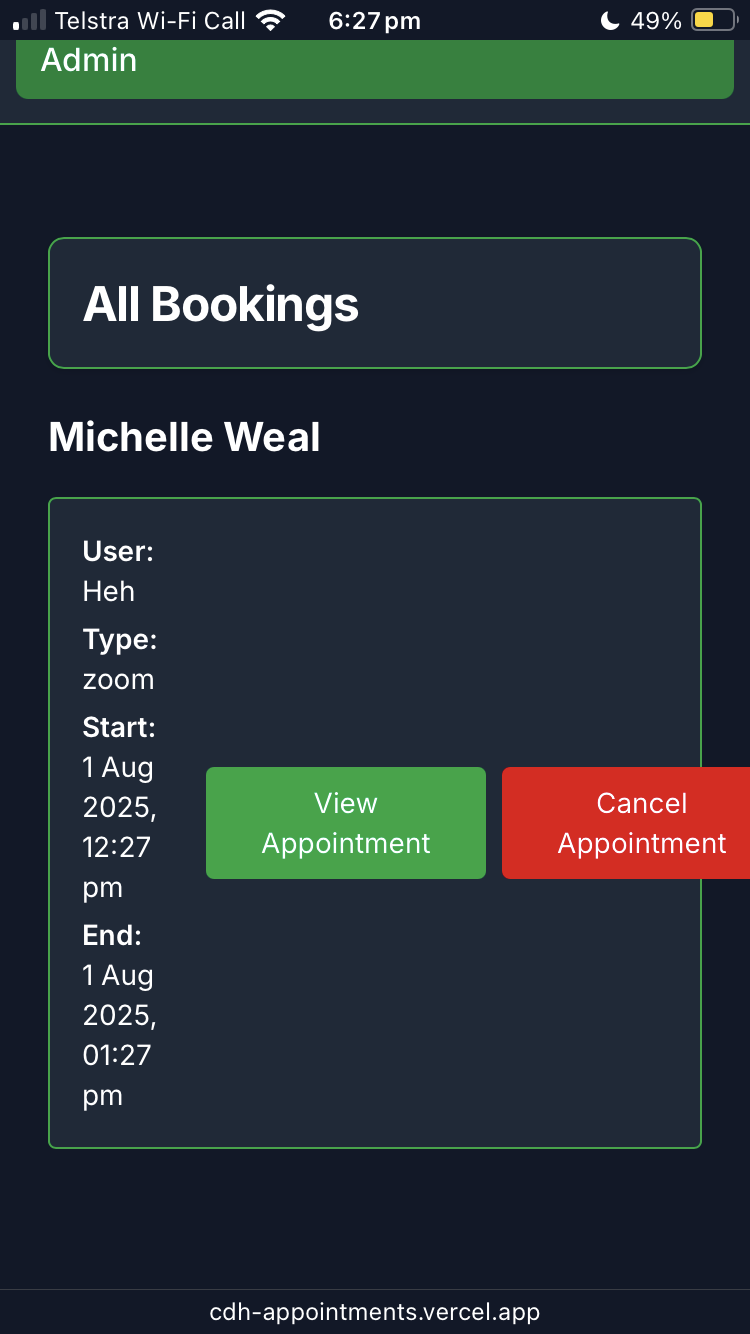 Telstra Wi-Fi Call 6:27 pm 49%
Admin
All Bookings
Michelle Weal
User:
Heh
Type:
zoom
Start:
1 Aug
2025,
12:27
pm
View
Appointment
Cancel
Appointment
End:
1 Aug
2025,
01:27
pm
cdh-appointments.vercel.app